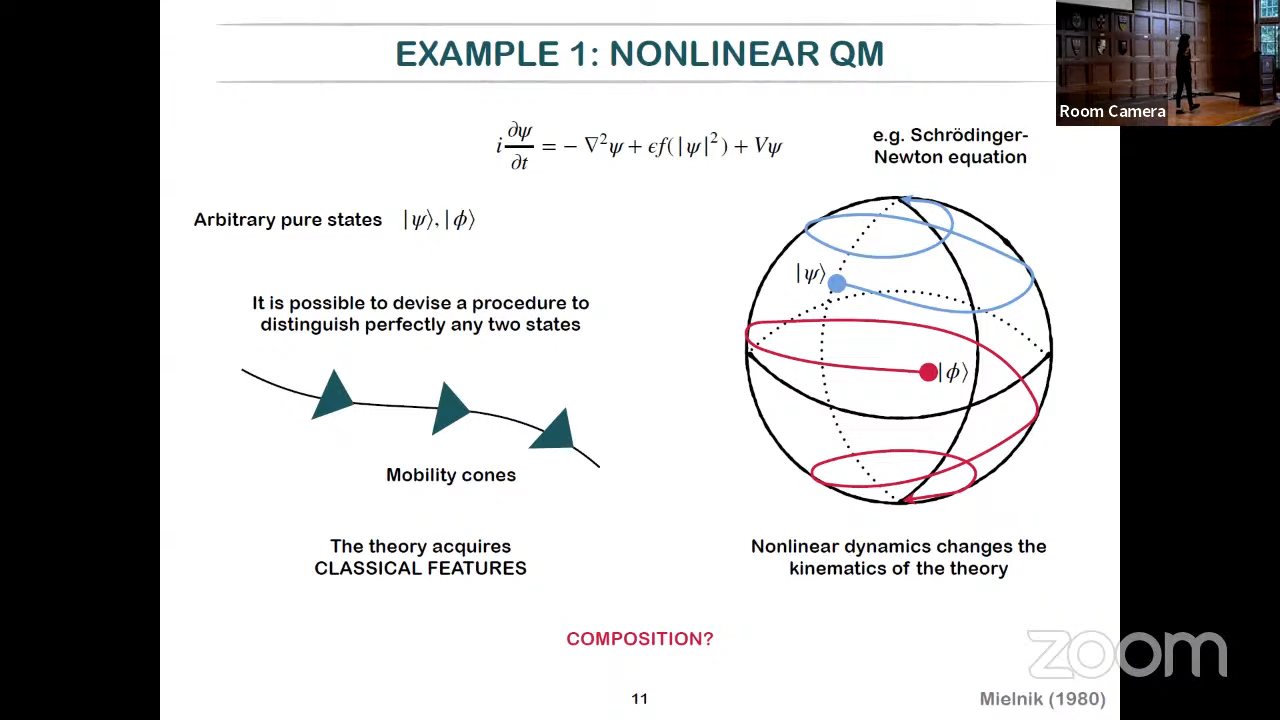 EXAMPLE 1: NONLINEAR QM
Room Camera
i ∂ψ/∂t = − ∇²ψ + ϵf(|ψ|²) + Vψ
e.g. Schrödinger-
Newton equation
Arbitrary pure states |ψ⟩, |ϕ⟩
|ψ⟩
It is possible to devise a procedure to
distinguish perfectly any two states
|ϕ⟩
Mobility cones
The theory acquires
CLASSICAL FEATURES
Nonlinear dynamics changes the
kinematics of the theory
COMPOSITION?
zoom
11
Mielnik (1980)